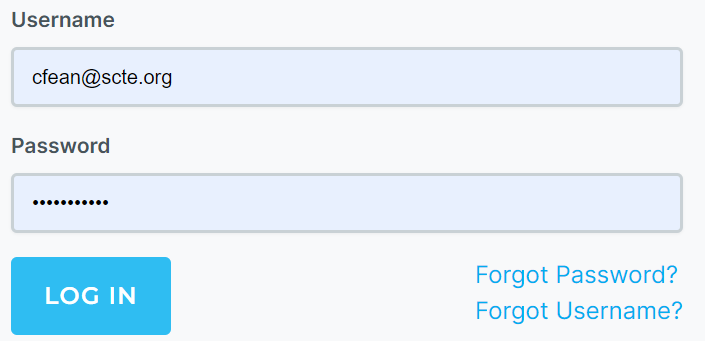 Username
cfean@scte.org
Password
•••••••••••
LOG IN
Forgot Password?
Forgot Username?